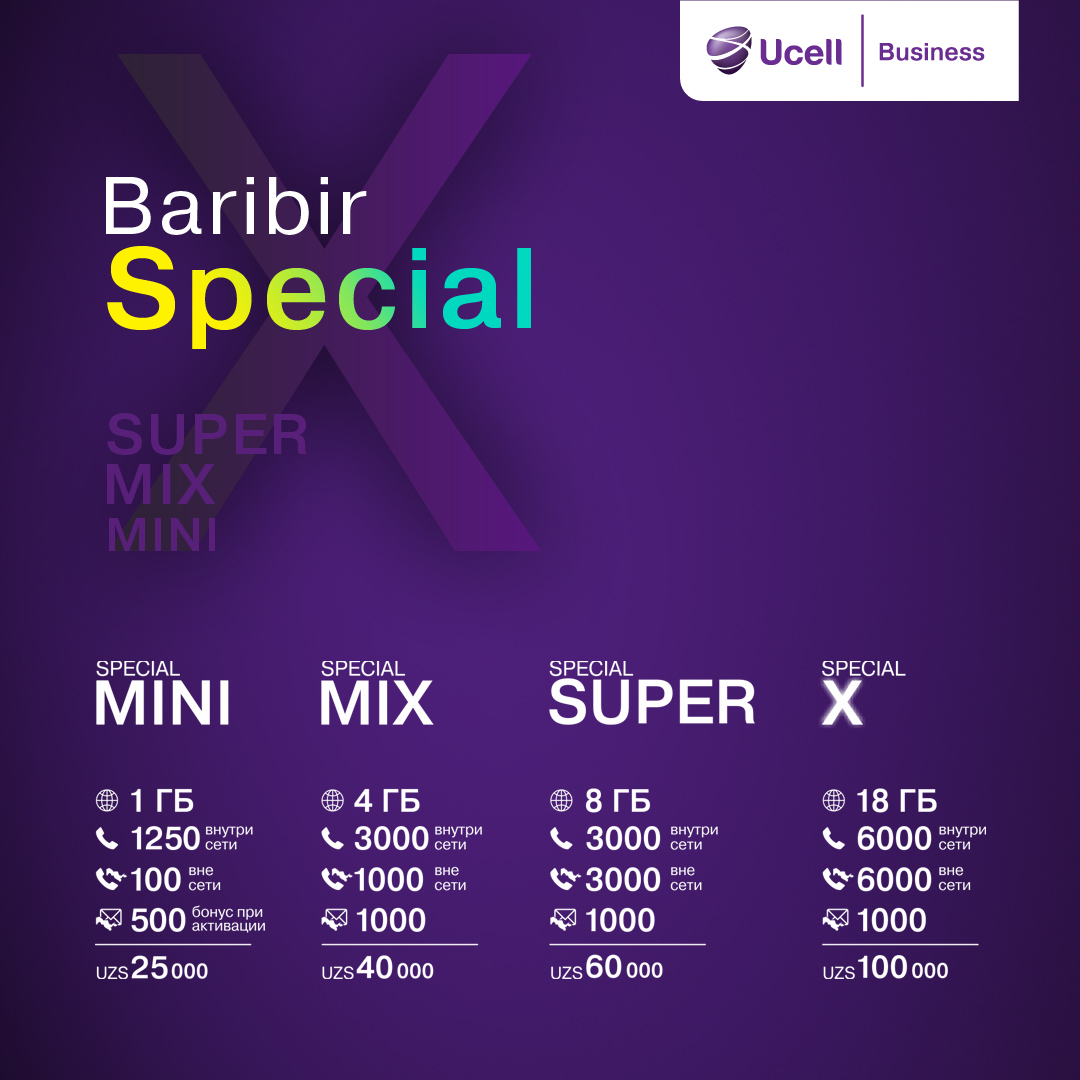 Ucell | Business
Baribir
Special
SUPER
MIX
MINI
SPECIAL
MINI
1 ГБ
1250 внутри сети
100 вне сети
500 бонус при активации
UZS 25 000
SPECIAL
MIX
4 ГБ
3000 внутри сети
1000 вне сети
1000
UZS 40 000
SPECIAL
SUPER
8 ГБ
3000 внутри сети
3000 вне сети
1000
UZS 60 000
SPECIAL
X
18 ГБ
6000 внутри сети
6000 вне сети
1000
UZS 100 000